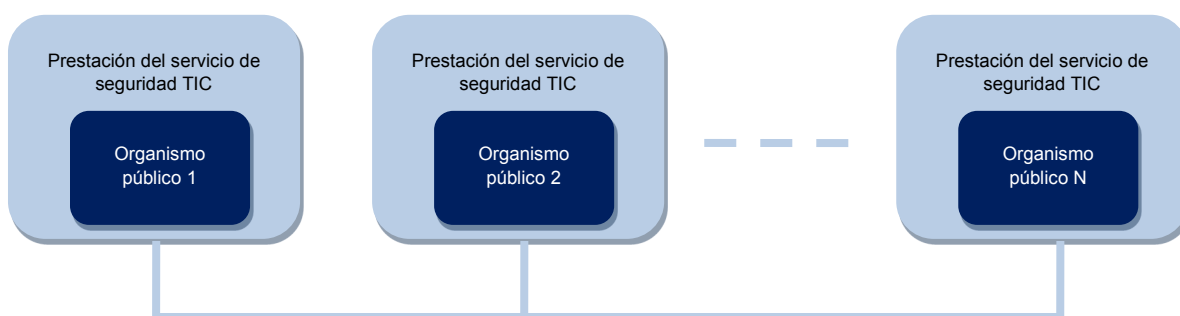 Prestación del servicio de
seguridad TIC
Organismo
público 1
Prestación del servicio de
seguridad TIC
Organismo
público 2
Prestación del servicio de
seguridad TIC
Organismo
público N